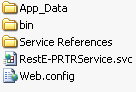 App_Data
bin
Service References
RestE-PRTRService.svc
Web.config